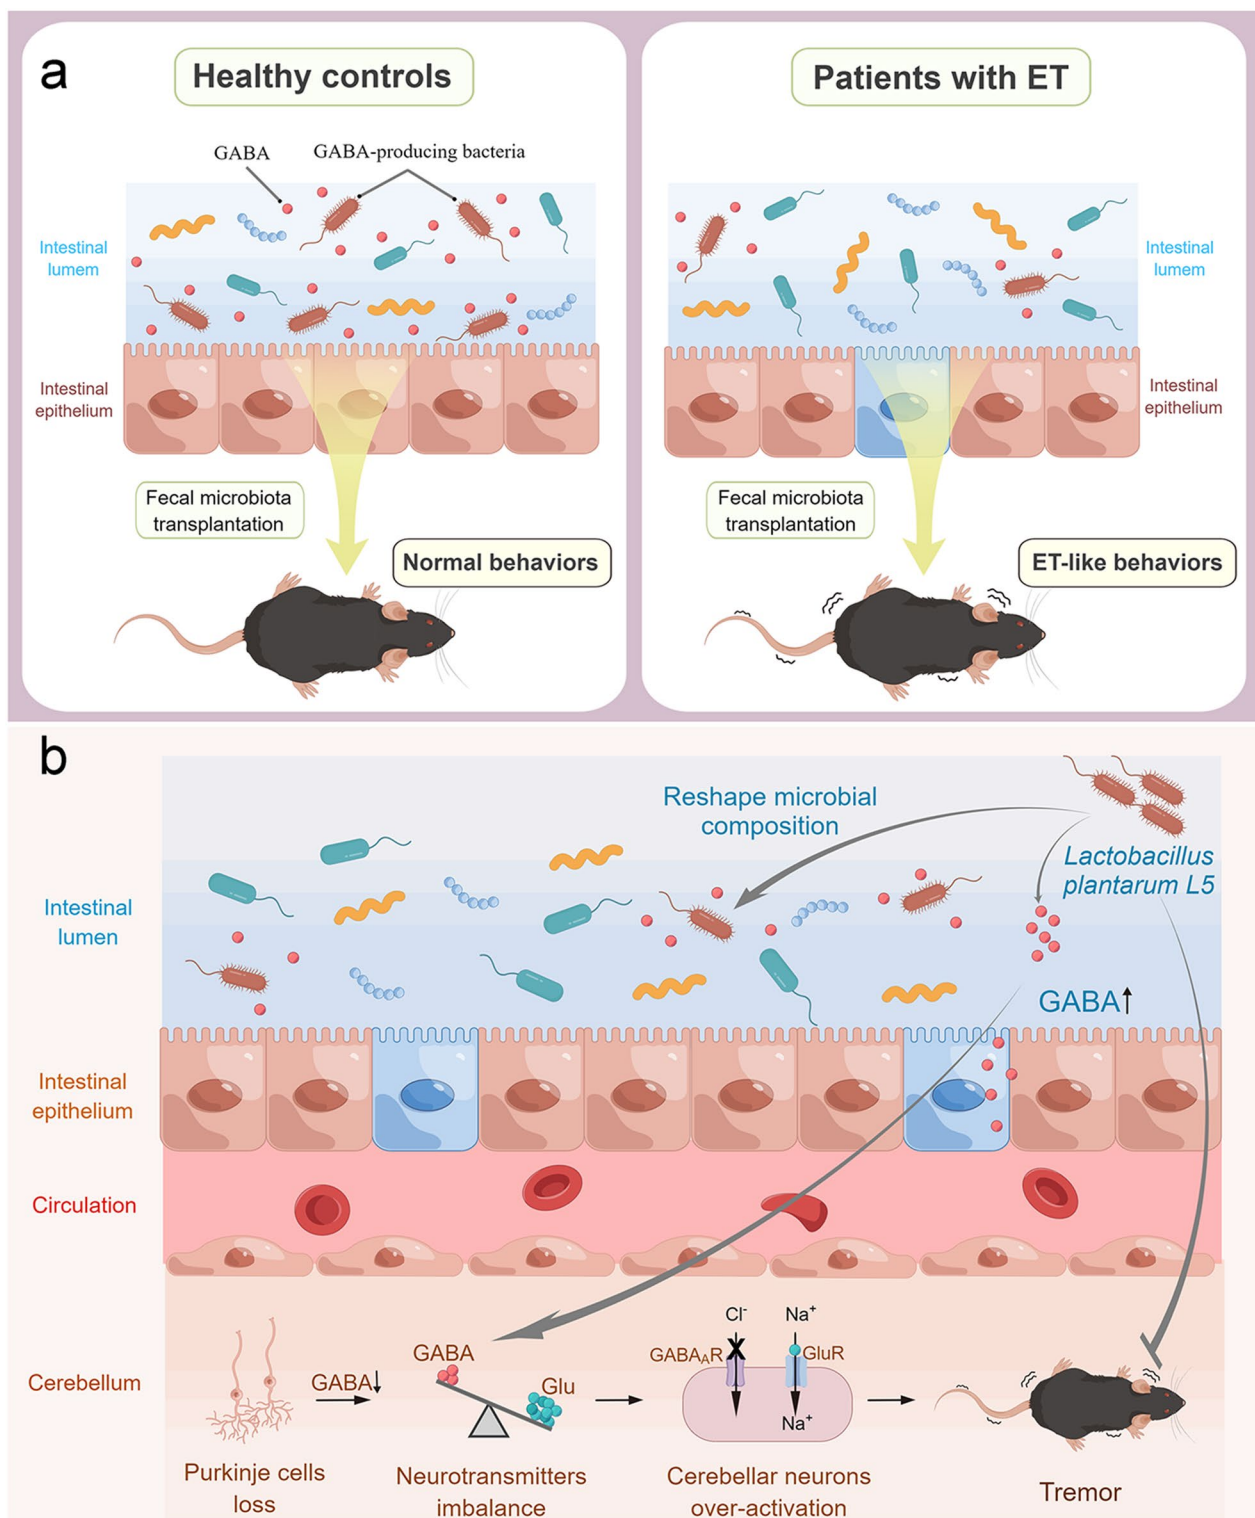 a
Healthy controls
GABA
GABA-producing bacteria
Intestinal
lumem
Intestinal
epithelium
Fecal microbiota
transplantation
Normal behaviors
Patients with ET
Intestinal
lumem
Intestinal
epithelium
Fecal microbiota
transplantation
ET-like behaviors
b
Reshape microbial
composition
Lactobacillus
plantarum L5
Intestinal
lumen
GABA↑
Intestinal
epithelium
Circulation
Cerebellum
GABA↓
GABA
Glu
Cl⁻
Na⁺
GABA_AR
X
GluR
Na⁺
Purkinje cells
loss
Neurotransmitters
imbalance
Cerebellar neurons
over-activation
Tremor